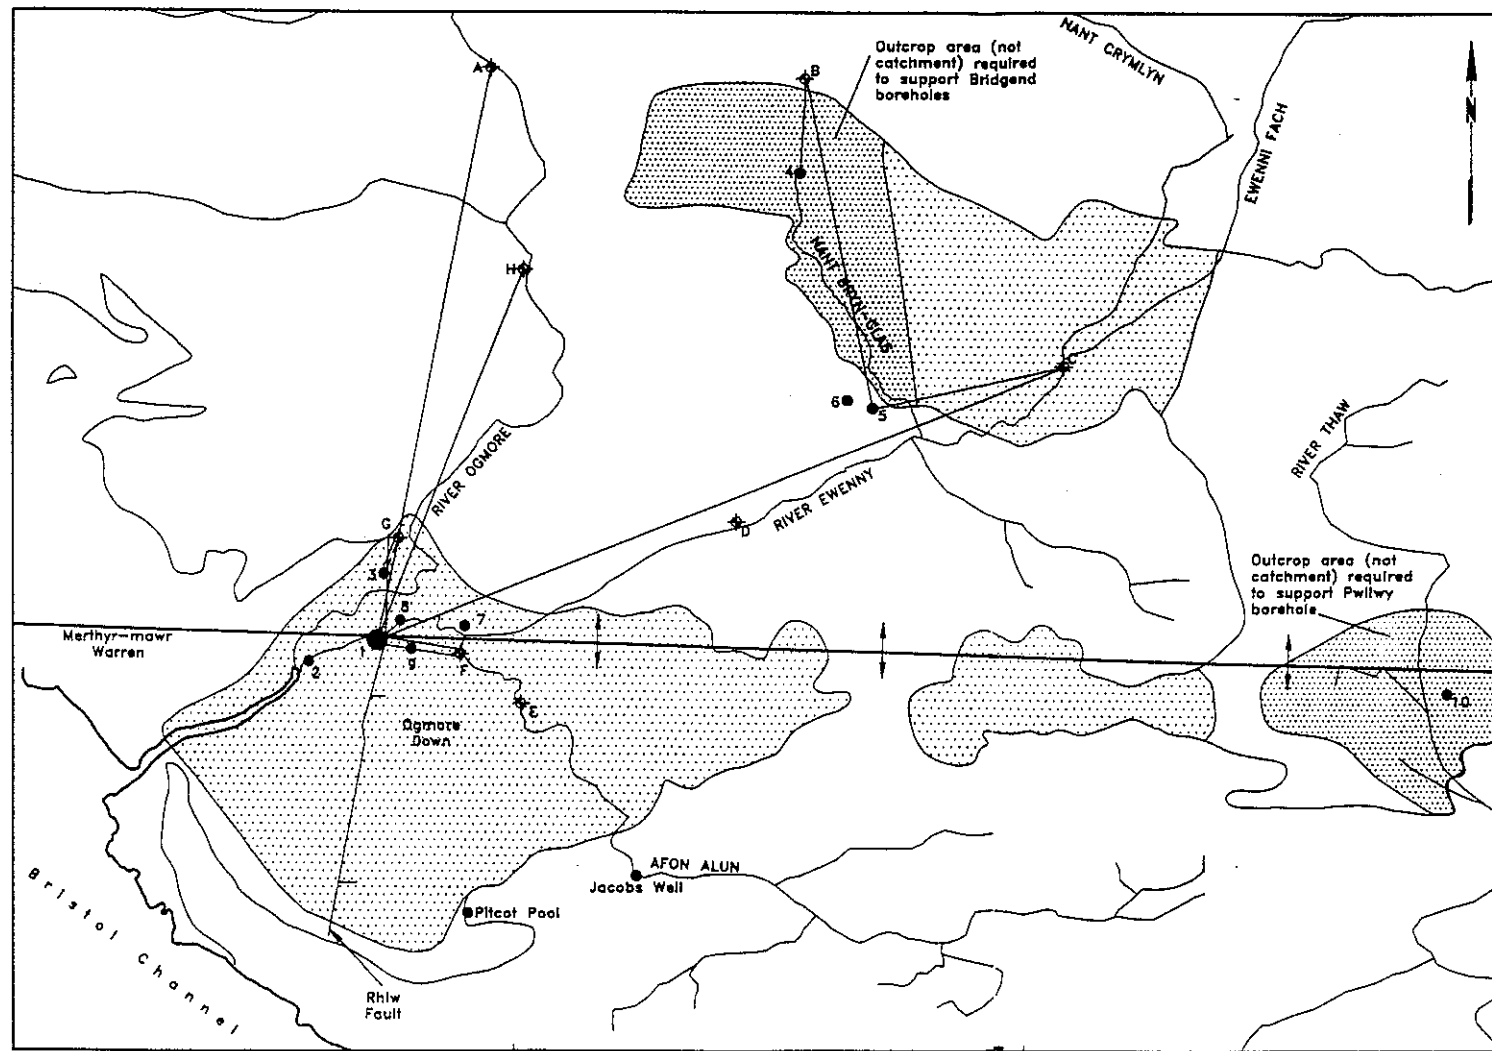 NANT CRYMLYN
Outcrop area (not
catchment) required
to support Bridgend
boreholes
A
B
N
EWENNI FACH
4
H
NANT BRYN-GLAS
C
6
5
RIVER THAW
RIVER OGMORE
G
D
RIVER EWENNY
3
Outcrop area (not
catchment) required
to support Pwllwy
borehole
8
7
Merthyr-mawr
Warren
1
9
F
2
E
10
Ogmore
Down
AFON ALUN
Jacobs Well
Pitcot Pool
Bristol Channel
Rhiw
Fault